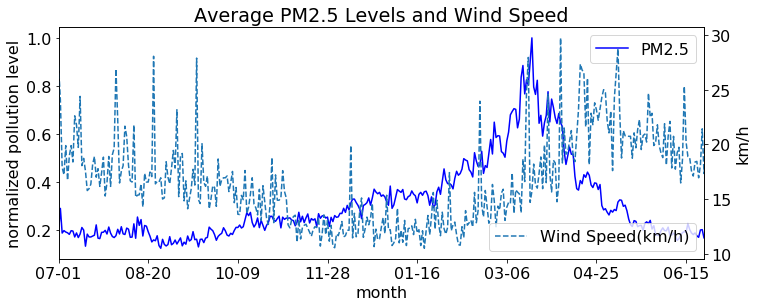 Average PM2.5 Levels and Wind Speed
normalized pollution level
1.0
0.8
0.6
0.4
0.2
PM2.5
Wind Speed(km/h)
30
25
20
15
10
km/h
07-01 08-20 10-09 11-28 01-16 03-06 04-25 06-15
month